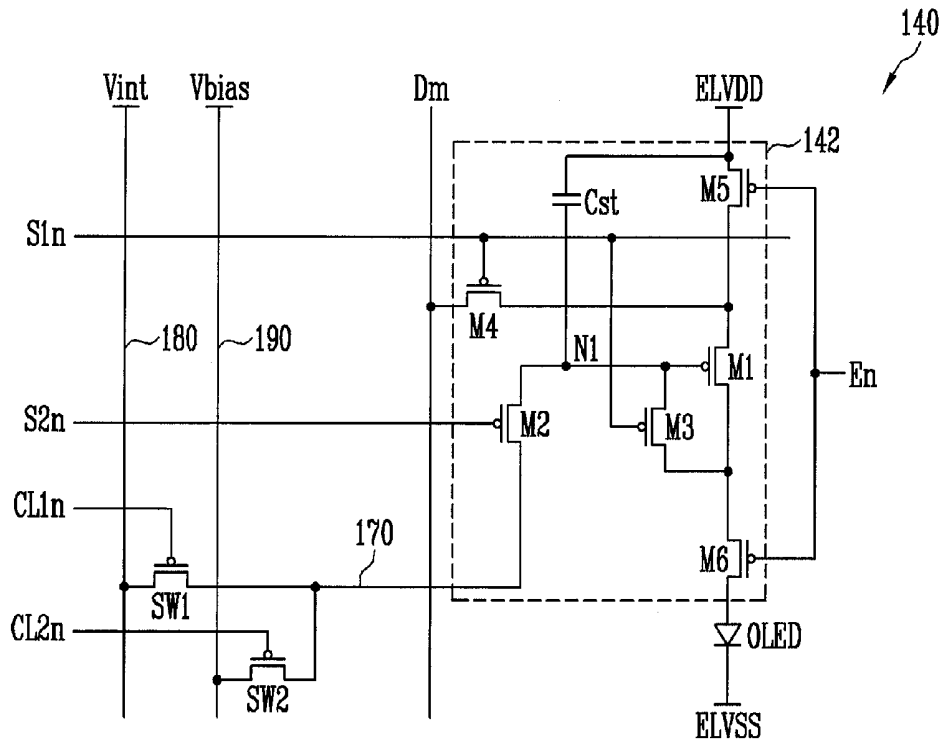 140
Vint
Vbias
Dm
ELVDD
142
M5
Cst
S1n
M4
180
190
N1
M1
En
S2n
M2
M3
CL1n
170
M6
SW1
CL2n
OLED
SW2
ELVSS